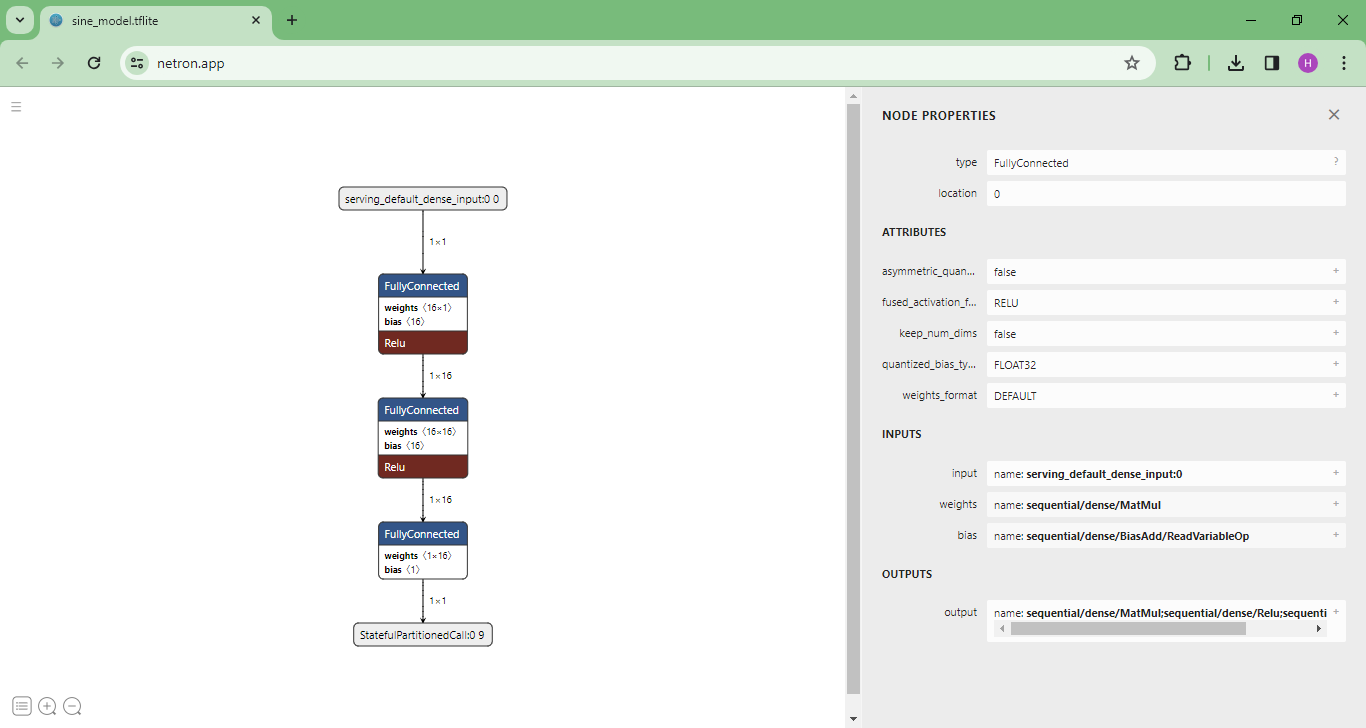 sine_model.tflite
netron.app
H
serving_default_dense_input:0 0
1×1
FullyConnected
weights ⟨16×1⟩
bias ⟨16⟩
Relu
1×16
FullyConnected
weights ⟨16×16⟩
bias ⟨16⟩
Relu
1×16
FullyConnected
weights ⟨1×16⟩
bias ⟨1⟩
1×1
StatefulPartitionedCall:0 9
NODE PROPERTIES
type FullyConnected ?
location 0
ATTRIBUTES
asymmetric_quan... false +
fused_activation_f... RELU +
keep_num_dims false +
quantized_bias_ty... FLOAT32 +
weights_format DEFAULT +
INPUTS
input name: serving_default_dense_input:0 +
weights name: sequential/dense/MatMul +
bias name: sequential/dense/BiasAdd/ReadVariableOp +
OUTPUTS
output name: sequential/dense/MatMul;sequential/dense/Relu;sequenti +